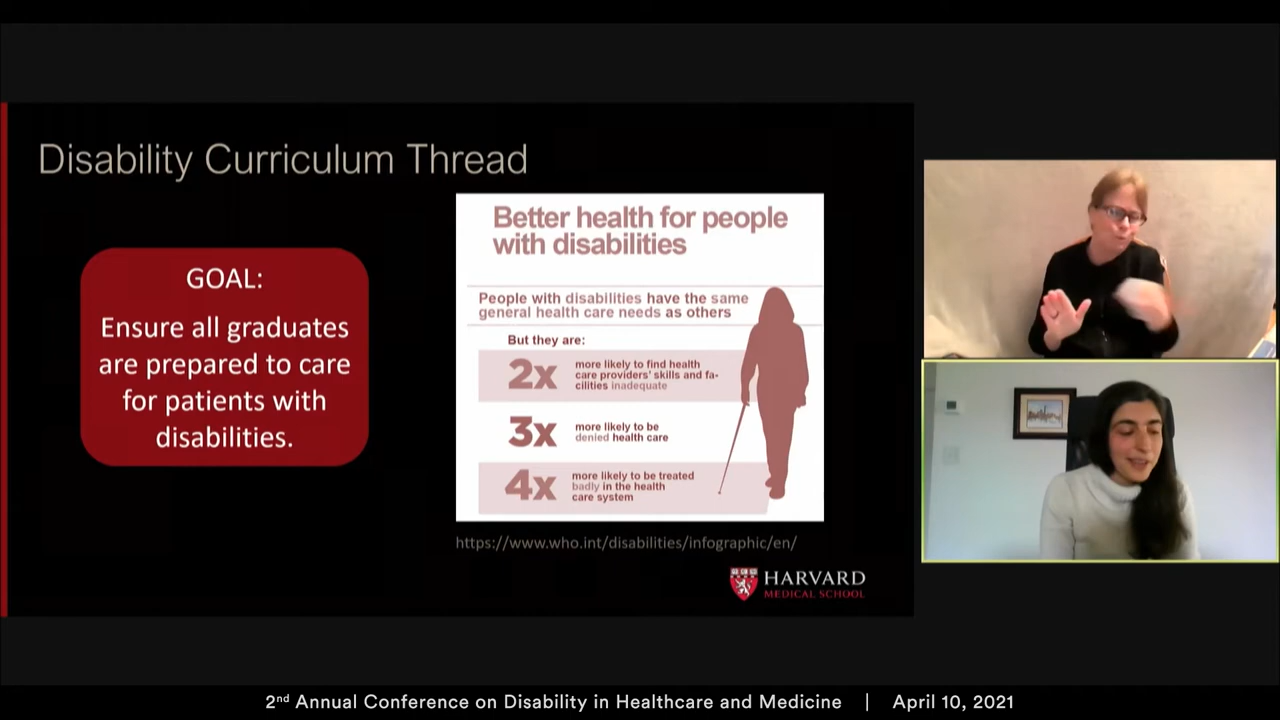 Disability Curriculum Thread
GOAL:
Ensure all graduates
are prepared to care
for patients with
disabilities.
Better health for people
with disabilities
People with disabilities have the same
general health care needs as others
But they are:
2x
more likely to find health
care providers' skills and fa-
cilities inadequate
3x
more likely to be
denied health care
4x
more likely to be treated
badly in the health
care system
https://www.who.int/disabilities/infographic/en/
HARVARD
MEDICAL SCHOOL
2nd Annual Conference on Disability in Healthcare and Medicine | April 10, 2021